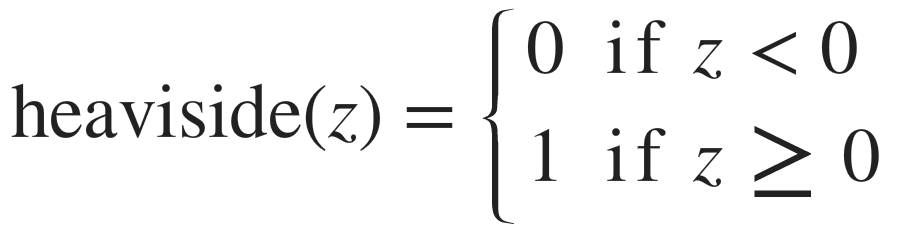 heaviside(z) = { 0 if z < 0
1 if z ≥ 0